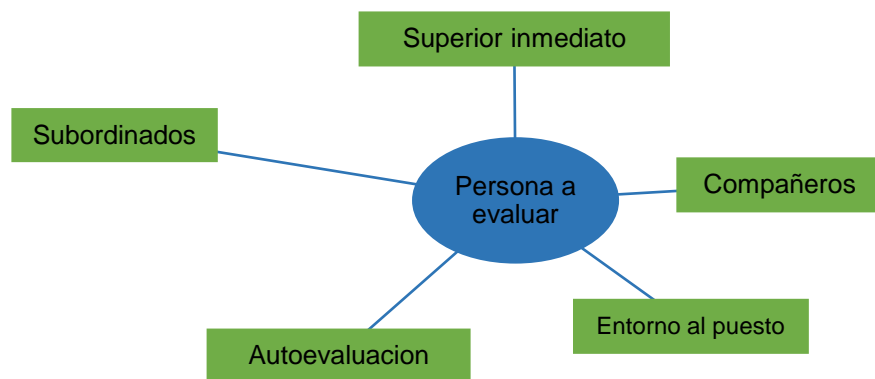 Superior inmediato
Subordinados
Persona a
evaluar
Compañeros
Entorno al puesto
Autoevaluacion